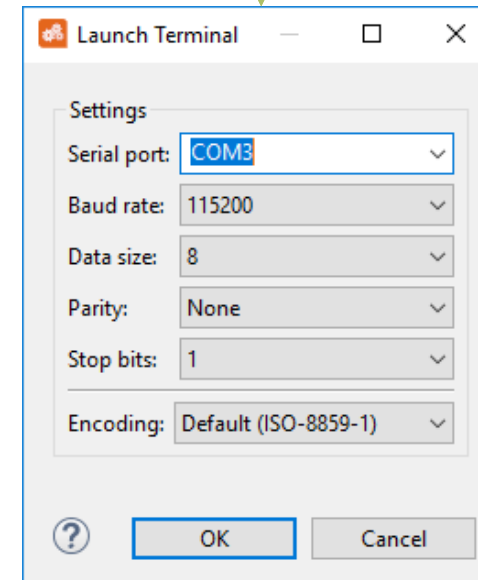 Launch Terminal
Settings
Serial port: COM3
Baud rate: 115200
Data size: 8
Parity: None
Stop bits: 1
Encoding: Default (ISO-8859-1)
? OK Cancel